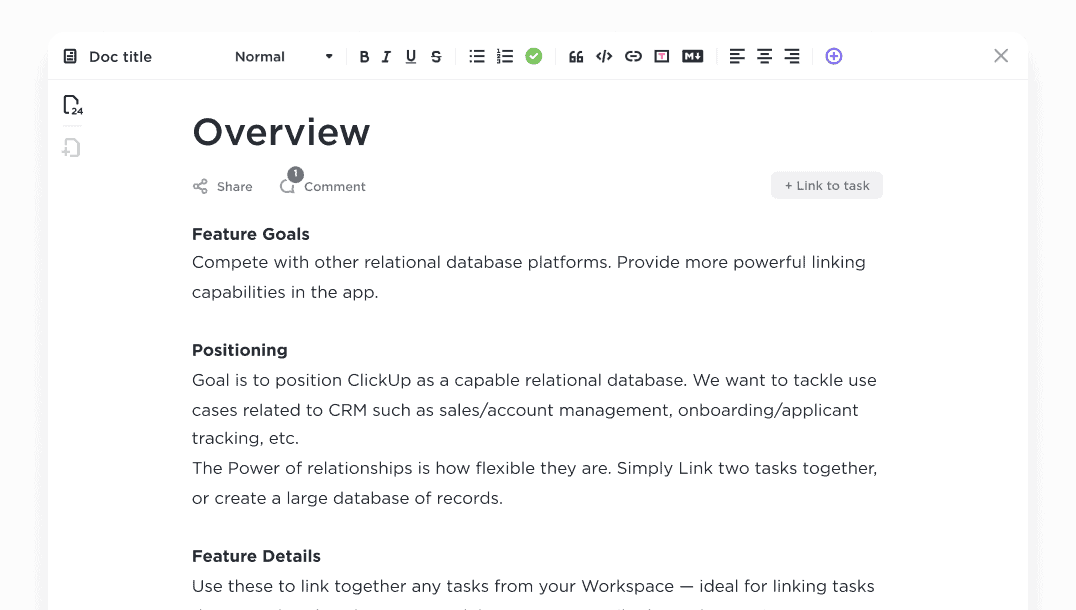 Doc title
Normal
B I U S
T
M
24
Overview
Share
1
Comment
+ Link to task
Feature Goals
Compete with other relational database platforms. Provide more powerful linking
capabilities in the app.
Positioning
Goal is to position ClickUp as a capable relational database. We want to tackle use
cases related to CRM such as sales/account management, onboarding/applicant
tracking, etc.
The Power of relationships is how flexible they are. Simply Link two tasks together,
or create a large database of records.
Feature Details
Use these to link together any tasks from your Workspace — ideal for linking tasks